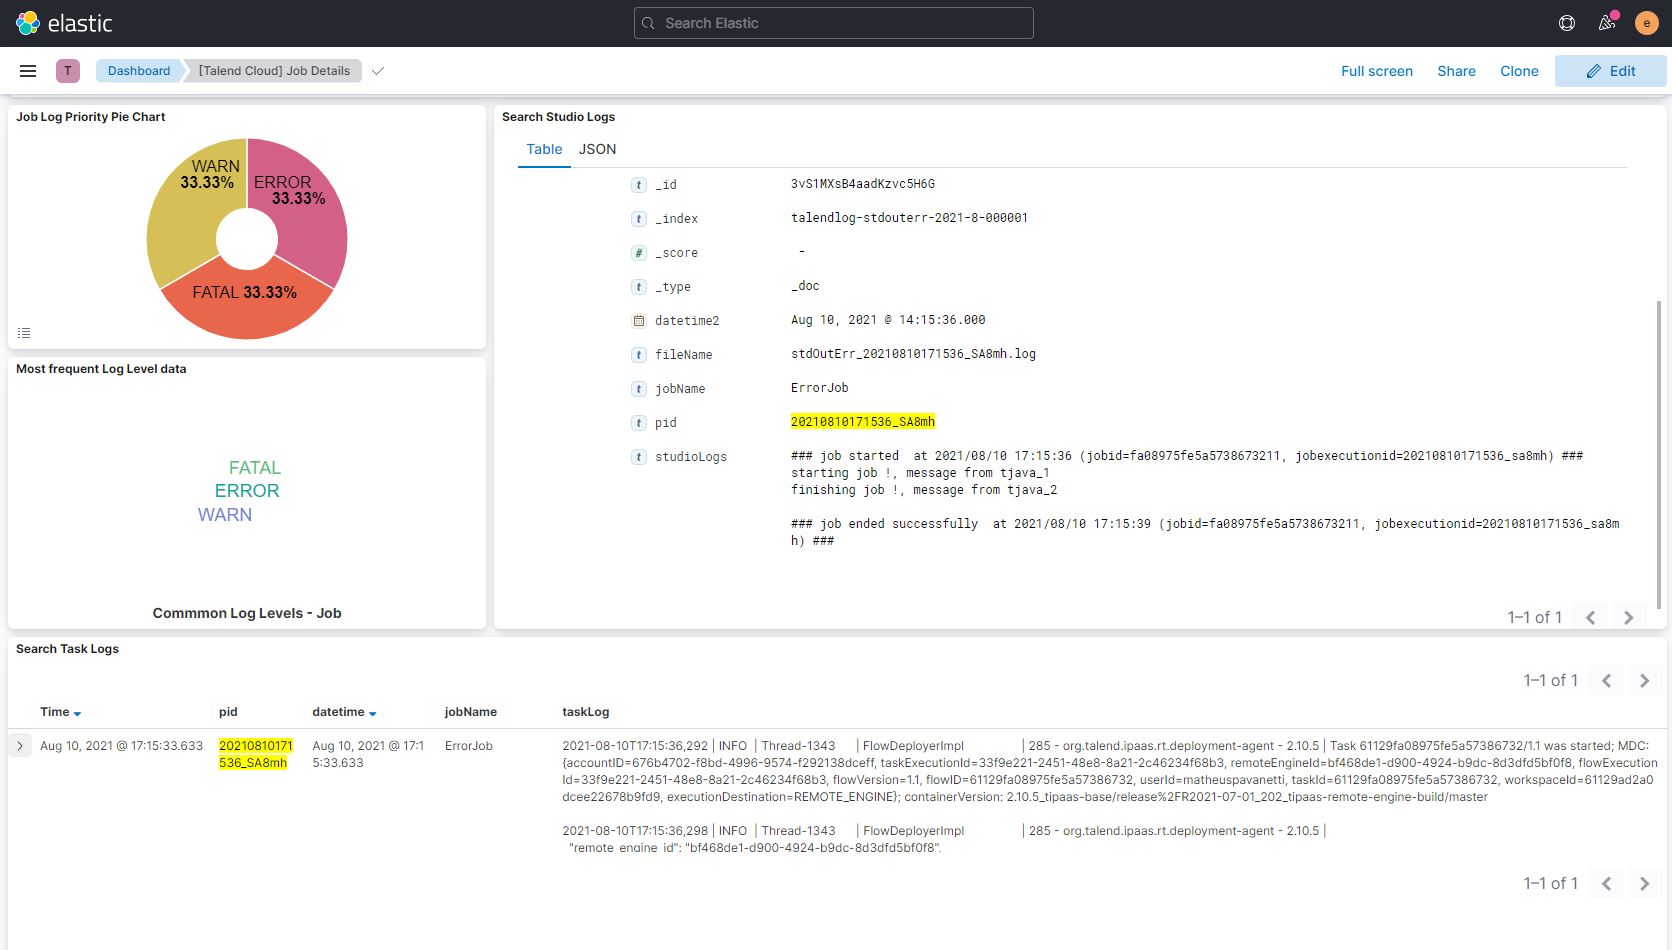 elastic
Search Elastic
e
T
Dashboard
[Talend Cloud] Job Details
Full screen
Share
Clone
Edit
Job Log Priority Pie Chart
WARN
33.33%
ERROR
33.33%
FATAL 33.33%
Most frequent Log Level data
FATAL
ERROR
WARN
Commmon Log Levels - Job
Search Studio Logs
Table
JSON
t _id 3vS1MXsB4aadKzvc5H6G
t _index talendlog-stdouterr-2021-8-000001
# _score -
t _type _doc
datetime2 Aug 10, 2021 @ 14:15:36.000
t fileName stdOutErr_20210810171536_SA8mh.log
t jobName ErrorJob
t pid 20210810171536_SA8mh
t studioLogs ### job started at 2021/08/10 17:15:36 (jobid=fa08975fe5a5738673211, jobexecutionid=20210810171536_sa8mh) ###
starting job !, message from tjava_1
finishing job !, message from tjava_2
### job ended successfully at 2021/08/10 17:15:39 (jobid=fa08975fe5a5738673211, jobexecutionid=20210810171536_sa8m
h) ###
1–1 of 1
Search Task Logs
1–1 of 1
Time pid datetime jobName taskLog
Aug 10, 2021 @ 17:15:33.633
20210810171
536_SA8mh
Aug 10, 2021 @ 17:1
5:33.633
ErrorJob
2021-08-10T17:15:36,292 | INFO | Thread-1343 | FlowDeployerImpl | 285 - org.talend.ipaas.rt.deployment-agent - 2.10.5 | Task 61129fa08975fe5a57386732/1.1 was started; MDC:
{accountID=676b4702-f8bd-4996-9574-f292138dceff, taskExecutionId=33f9e221-2451-48e8-8a21-2c46234f68b3, remoteEngineId=bf468de1-d900-4924-b9dc-8d3dfd5bf0f8, flowExecution
Id=33f9e221-2451-48e8-8a21-2c46234f68b3, flowVersion=1.1, flowID=61129fa08975fe5a57386732, userId=matheuspavanetti, taskId=61129fa08975fe5a57386732, workspaceId=61129ad2a0
dcee22678b9fd9, executionDestination=REMOTE_ENGINE}; containerVersion: 2.10.5_tipaas-base/release%2FR2021-07-01_202_tipaas-remote-engine-build/master
2021-08-10T17:15:36,298 | INFO | Thread-1343 | FlowDeployerImpl | 285 - org.talend.ipaas.rt.deployment-agent - 2.10.5 |
"remote_engine_id": "bf468de1-d900-4924-b9dc-8d3dfd5bf0f8",
1–1 of 1